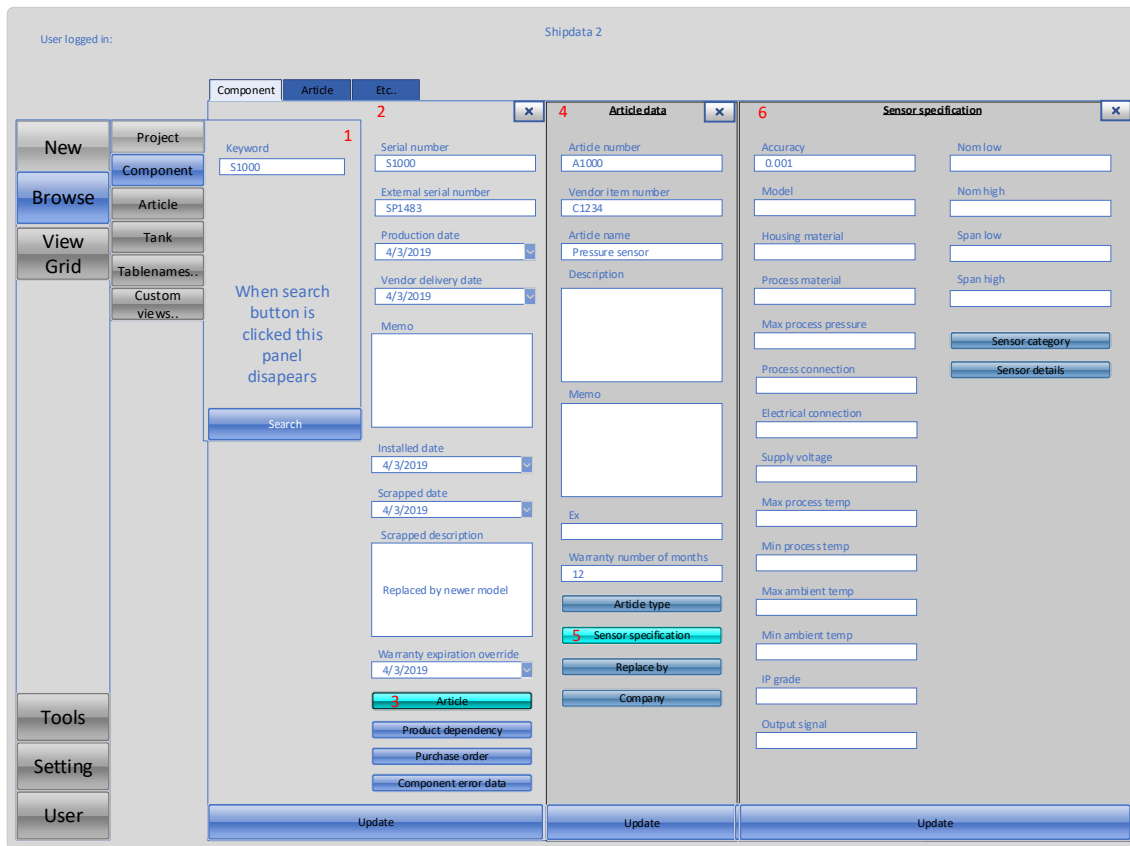 Shipdata 2
User logged in:
Component
Article
Etc..
New
Browse
View
Grid
Tools
Setting
User
Project
Component
Article
Tank
Tablenames..
Custom
views..
1
Keyword
S1000
When search
button is
clicked this
panel
disapears
Search
2
×
Serial number
S1000
External serial number
SP1483
Production date
4/3/2019
Vendor delivery date
4/3/2019
Memo
Installed date
4/3/2019
Scrapped date
4/3/2019
Scrapped description
Replaced by newer model
Warranty expiration override
4/3/2019
3 Article
Product dependency
Purchase order
Component error data
Update
4 Article data ×
Article number
A1000
Vendor item number
C1234
Article name
Pressure sensor
Description
Memo
Ex
Warranty number of months
12
Article type
5 Sensor specification
Replace by
Company
Update
6 Sensor specification ×
Accuracy
0.001
Model
Housing material
Process material
Max process pressure
Process connection
Electrical connection
Supply voltage
Max process temp
Min process temp
Max ambient temp
Min ambient temp
IP grade
Output signal
Nom low
Nom high
Span low
Span high
Sensor category
Sensor details
Update